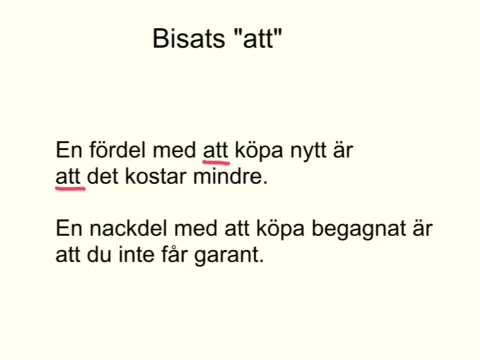 Bisats "att"
En fördel med att köpa nytt är
att det kostar mindre.
En nackdel med att köpa begagnat är
att du inte får garant.